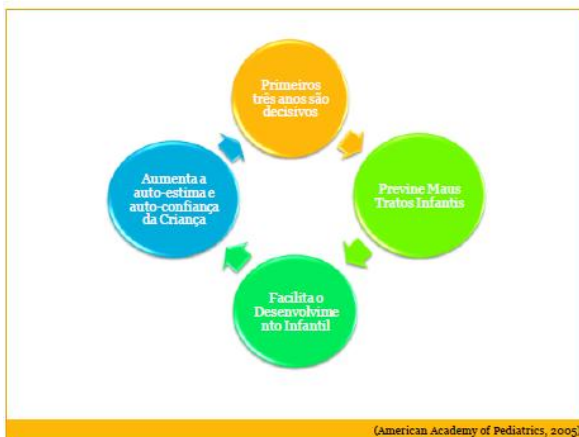 Primeiros
três anos são
decisivos
Previne Maus
Tratos Infantis
Facilita o
Desenvolvime
nto Infantil
Aumenta a
auto-estima e
auto-confiança
da Criança
(American Academy of Pediatrics, 2005)